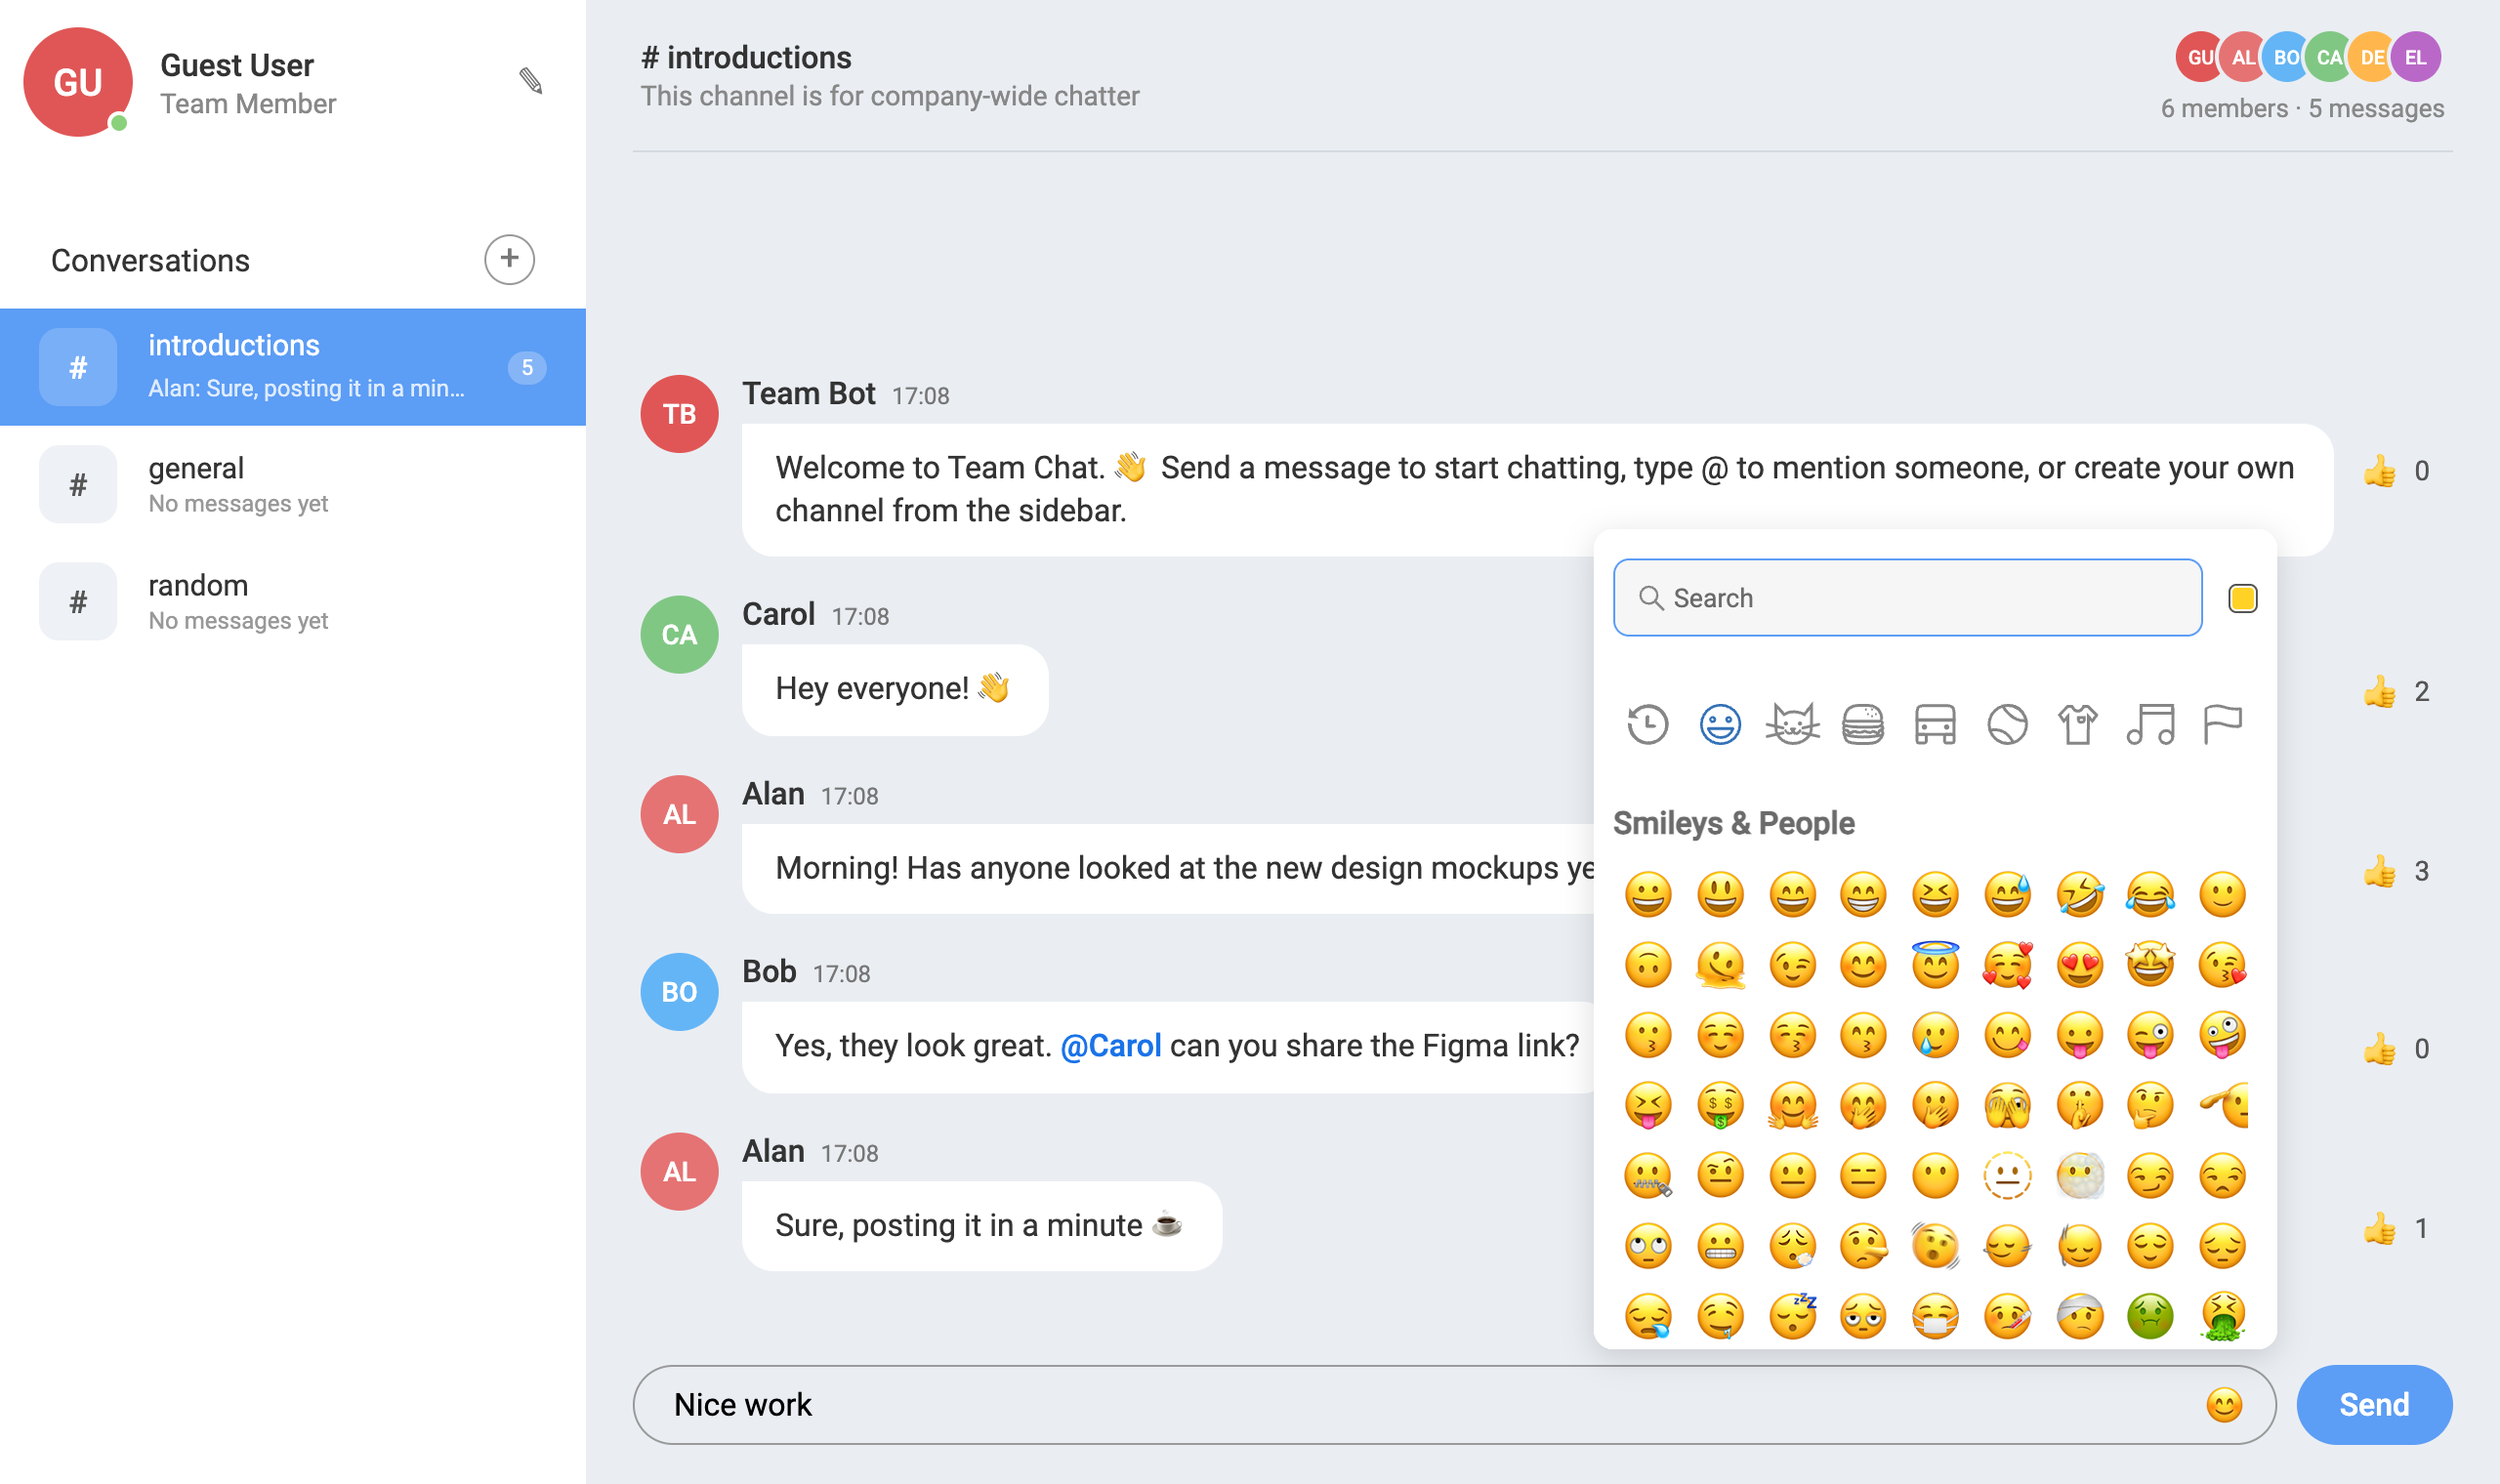 GU
Guest User
Team Member
Conversations
+
#
introductions
Alan: Sure, posting it in a min...
5
#
general
No messages yet
#
random
No messages yet
# introductions
This channel is for company-wide chatter
GU AL BO CA DE EL
6 members · 5 messages
TB
Team Bot 17:08
Welcome to Team Chat. 👋 Send a message to start chatting, type @ to mention someone, or create your own
channel from the sidebar.
👍 0
CA
Carol 17:08
Hey everyone! 👋
👍 2
AL
Alan 17:08
Morning! Has anyone looked at the new design mockups ye
👍 3
BO
Bob 17:08
Yes, they look great. @Carol can you share the Figma link?
👍 0
AL
Alan 17:08
Sure, posting it in a minute ☕
👍 1
Search
Smileys & People
Nice work
Send